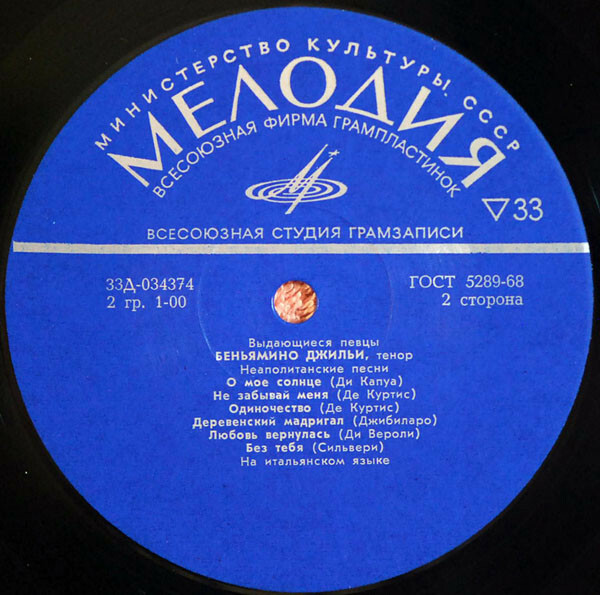 МИНИСТЕРСТВО КУЛЬТУРЫ СССР
МЕЛОДИЯ
ВСЕСОЮЗНАЯ ФИРМА ГРАМПЛАСТИНОК
33
ВСЕСОЮЗНАЯ СТУДИЯ ГРАМЗАПИСИ
33Д-034374
2 гр. 1-00
ГОСТ 5289-68
2 сторона
Выдающиеся певцы
БЕНЬЯМИНО ДЖИЛЬИ, тенор
Неаполитанские песни
О мое солнце (Ди Капуа)
Не забывай меня (Де Куртис)
Одиночество (Де Куртис)
Деревенский мадригал (Джибиларо)
Любовь вернулась (Ди Вероли)
Без тебя (Сильвери)
На итальянском языке